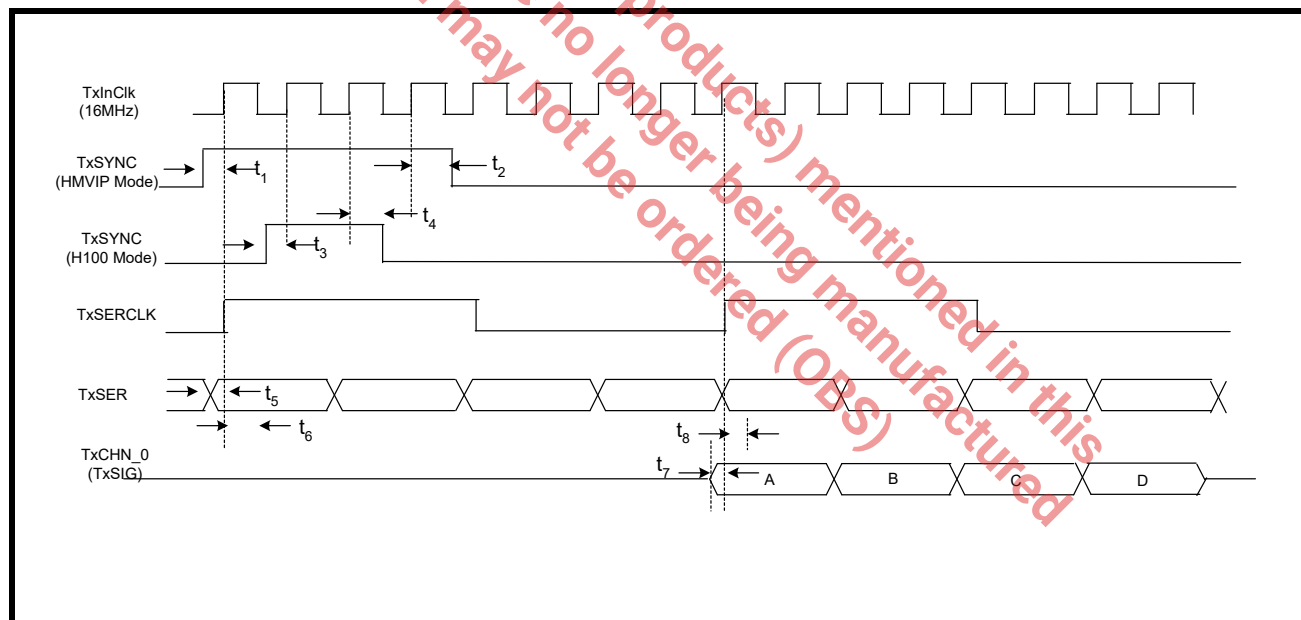 TxInClk
(16MHz)
TxSYNC
(HMVIP Mode)
t1
t2
TxSYNC
(H100 Mode)
t3
t4
TxSERCLK
TxSER
t5
t6
TxCHN_0
(TxSIG)
t7
t8
A
B
C
D
products) mentioned in this
no longer being manufactured
may not be ordered (OBS)